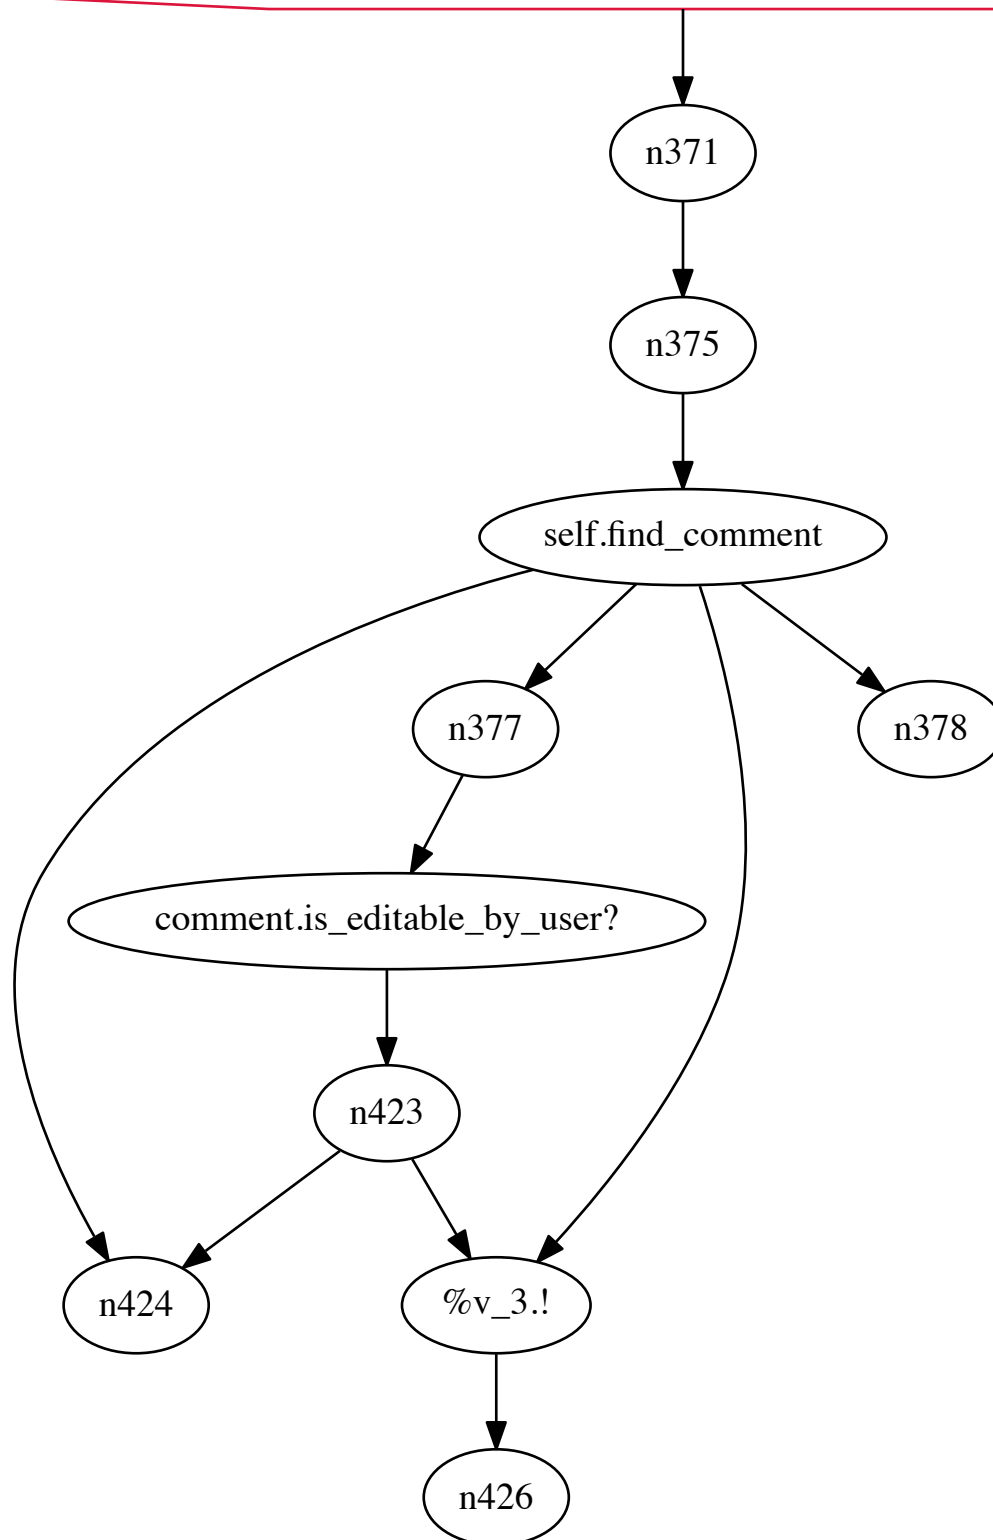 n371
n375
self.find_comment
n377
n378
comment.is_editable_by_user?
n423
n424
%v_3.!
n426